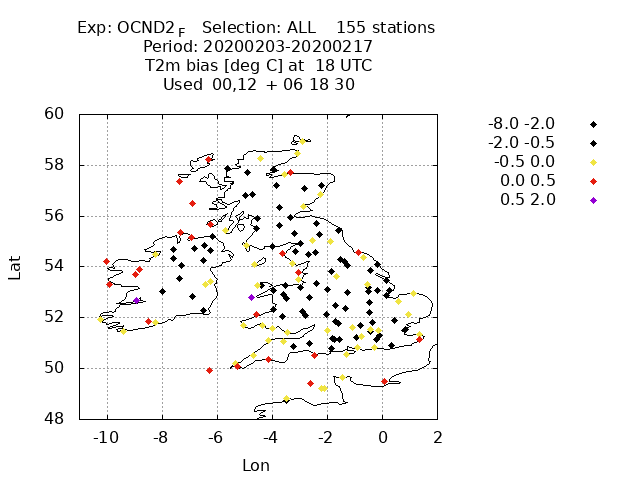 Exp: OCND2 F Selection: ALL 155 stations
Period: 20200203-20200217
T2m bias [deg C] at 18 UTC
Used 00,12 + 06 18 30
60
58
56
54
52
50
48
-10 -8 -6 -4 -2 0 2
Lat
Lon
-8.0 -2.0
-2.0 -0.5
-0.5 0.0
0.0 0.5
0.5 2.0